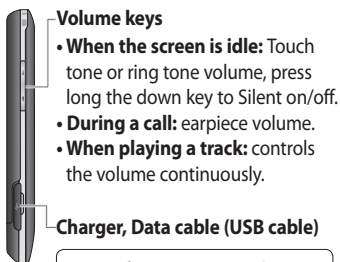 Volume keys
• When the screen is idle: Touch
tone or ring tone volume, press
long the down key to Silent on/off.
• During a call: earpiece volume.
• When playing a track: controls
the volume continuously.
Charger, Data cable (USB cable)